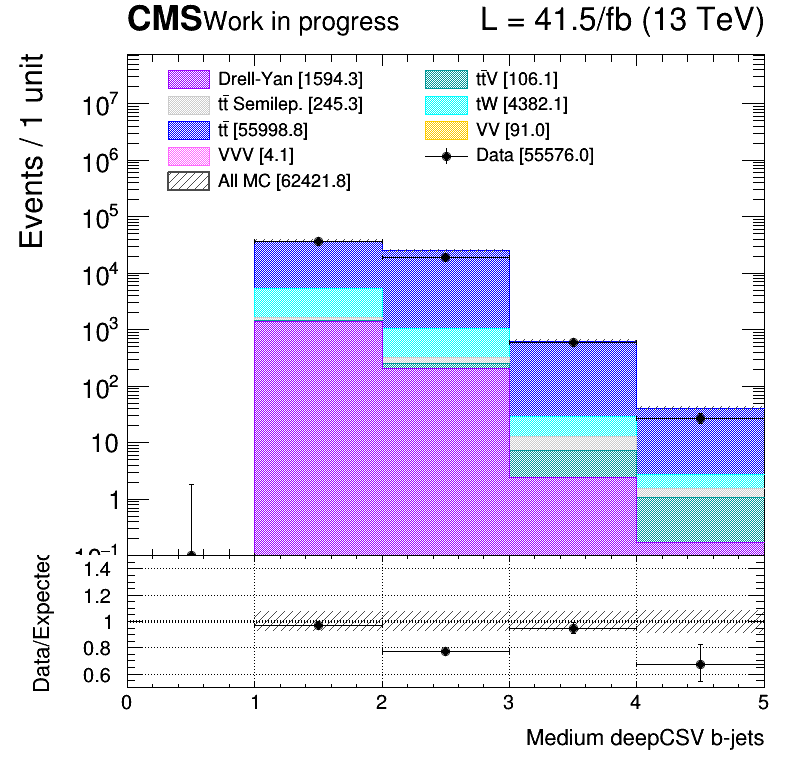 CMS Work in progress L = 41.5/fb (13 TeV)
Events / 1 unit
Drell-Yan [1594.3]
tt̄ Semilep. [245.3]
tt̄ [55998.8]
VVV [4.1]
All MC [62421.8]
tt̄V [106.1]
tW [4382.1]
VV [91.0]
Data [55576.0]
10⁷
10⁶
10⁵
10⁴
10³
10²
10
1
10⁻¹
Data/Expected
1.4
1.2
1
0.8
0.6
0 1 2 3 4 5
Medium deepCSV b-jets